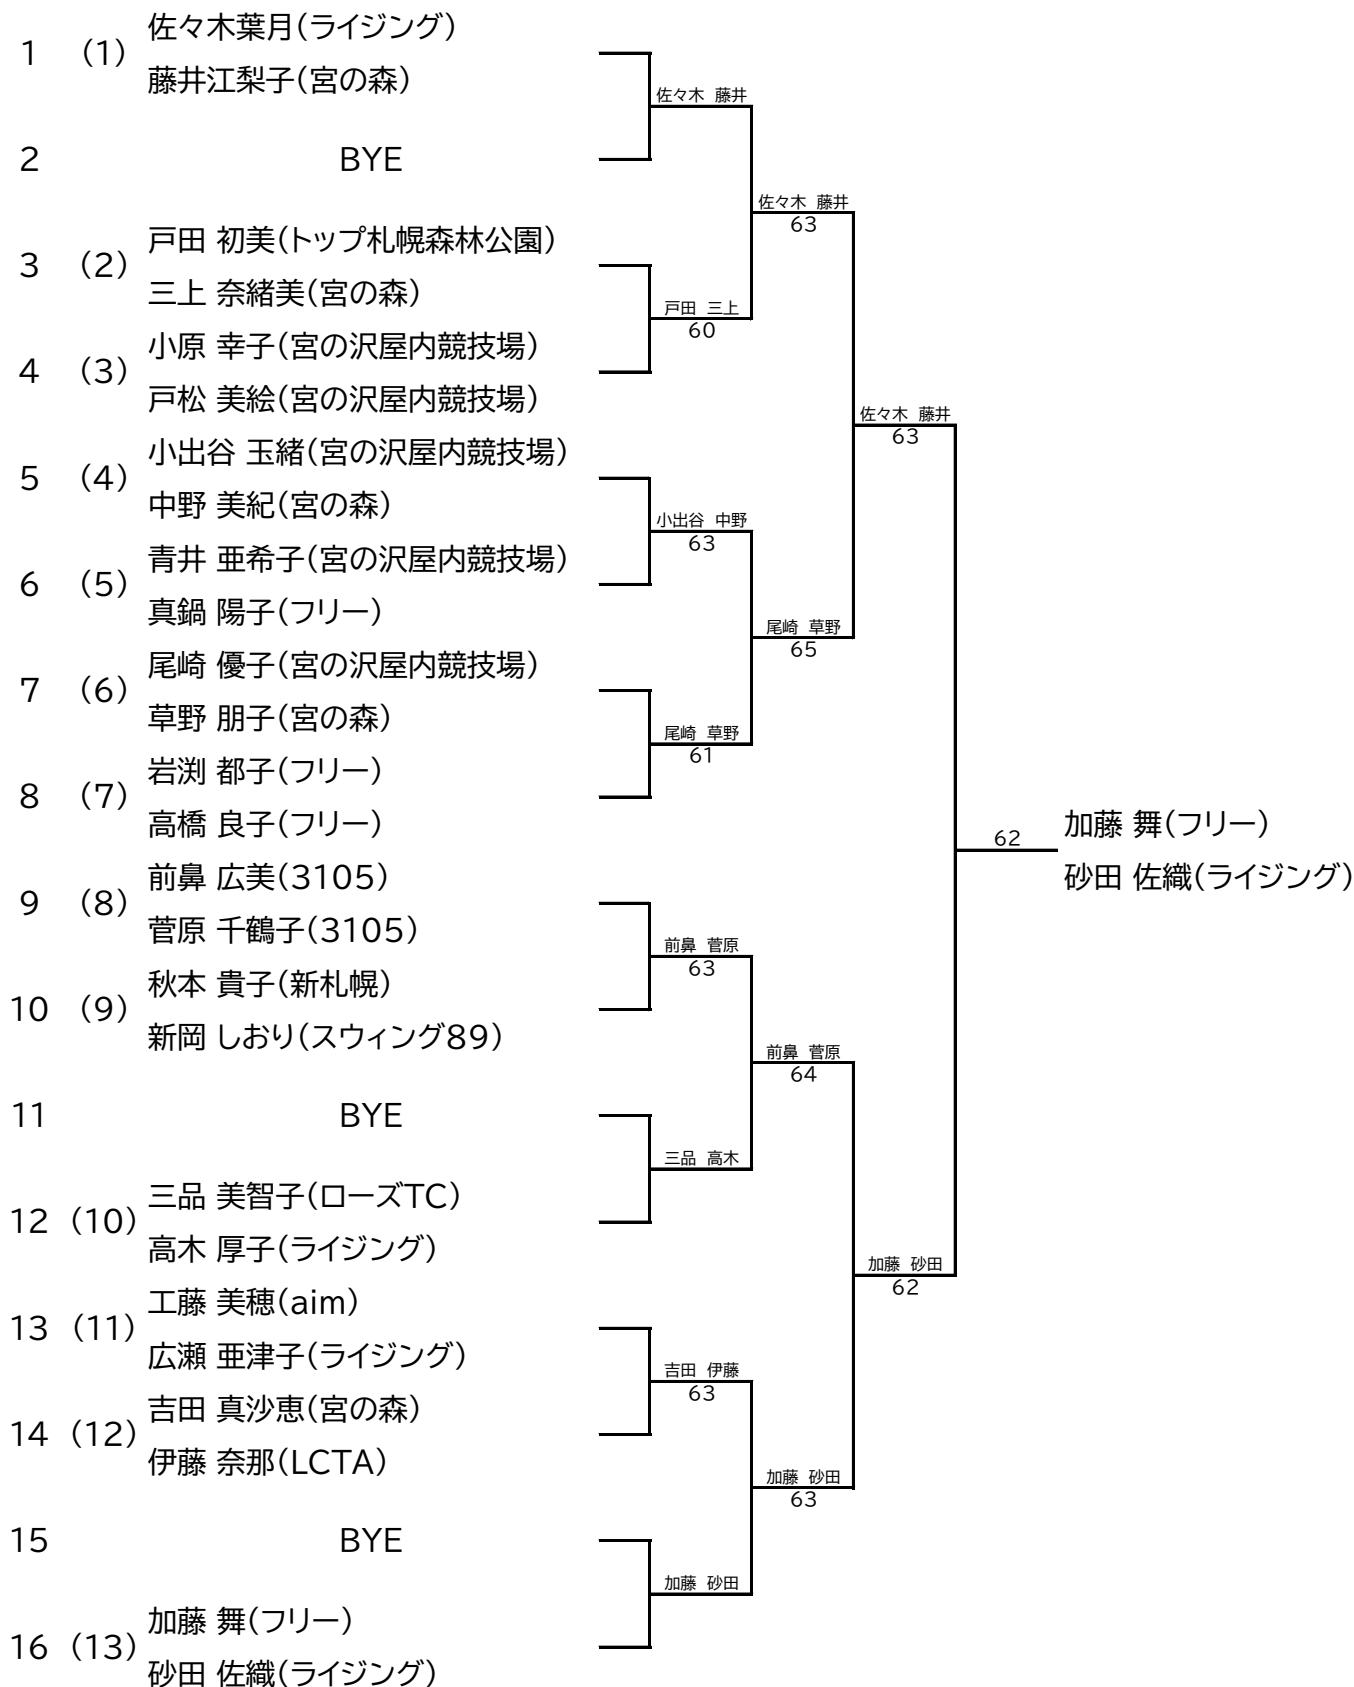 佐々木葉月(ライジング)
1 (1)
藤井江梨子(宮の森)
佐々木 藤井
2 BYE
佐々木 藤井
63
戸田 初美(トップ札幌森林公園)
3 (2)
三上 奈緒美(宮の森)
戸田 三上
60
小原 幸子(宮の沢屋内競技場)
4 (3)
戸松 美絵(宮の沢屋内競技場)
佐々木 藤井
63
小出谷 玉緒(宮の沢屋内競技場)
5 (4)
中野 美紀(宮の森)
小出谷 中野
63
青井 亜希子(宮の沢屋内競技場)
6 (5)
真鍋 陽子(フリー)
尾崎 草野
65
尾崎 優子(宮の沢屋内競技場)
7 (6)
草野 朋子(宮の森)
尾崎 草野
61
岩渕 都子(フリー)
8 (7)
高橋 良子(フリー)
62
加藤 舞(フリー)
砂田 佐織(ライジング)
前鼻 広美(3105)
9 (8)
菅原 千鶴子(3105)
前鼻 菅原
63
秋本 貴子(新札幌)
10 (9)
新岡 しおり(スウィング89)
前鼻 菅原
64
11 BYE
三品 高木
三品 美智子(ローズTC)
12 (10)
高木 厚子(ライジング)
加藤 砂田
62
工藤 美穂(aim)
13 (11)
広瀬 亜津子(ライジング)
吉田 伊藤
63
吉田 真沙恵(宮の森)
14 (12)
伊藤 奈那(LCTA)
加藤 砂田
63
15 BYE
加藤 砂田
加藤 舞(フリー)
16 (13)
砂田 佐織(ライジング)